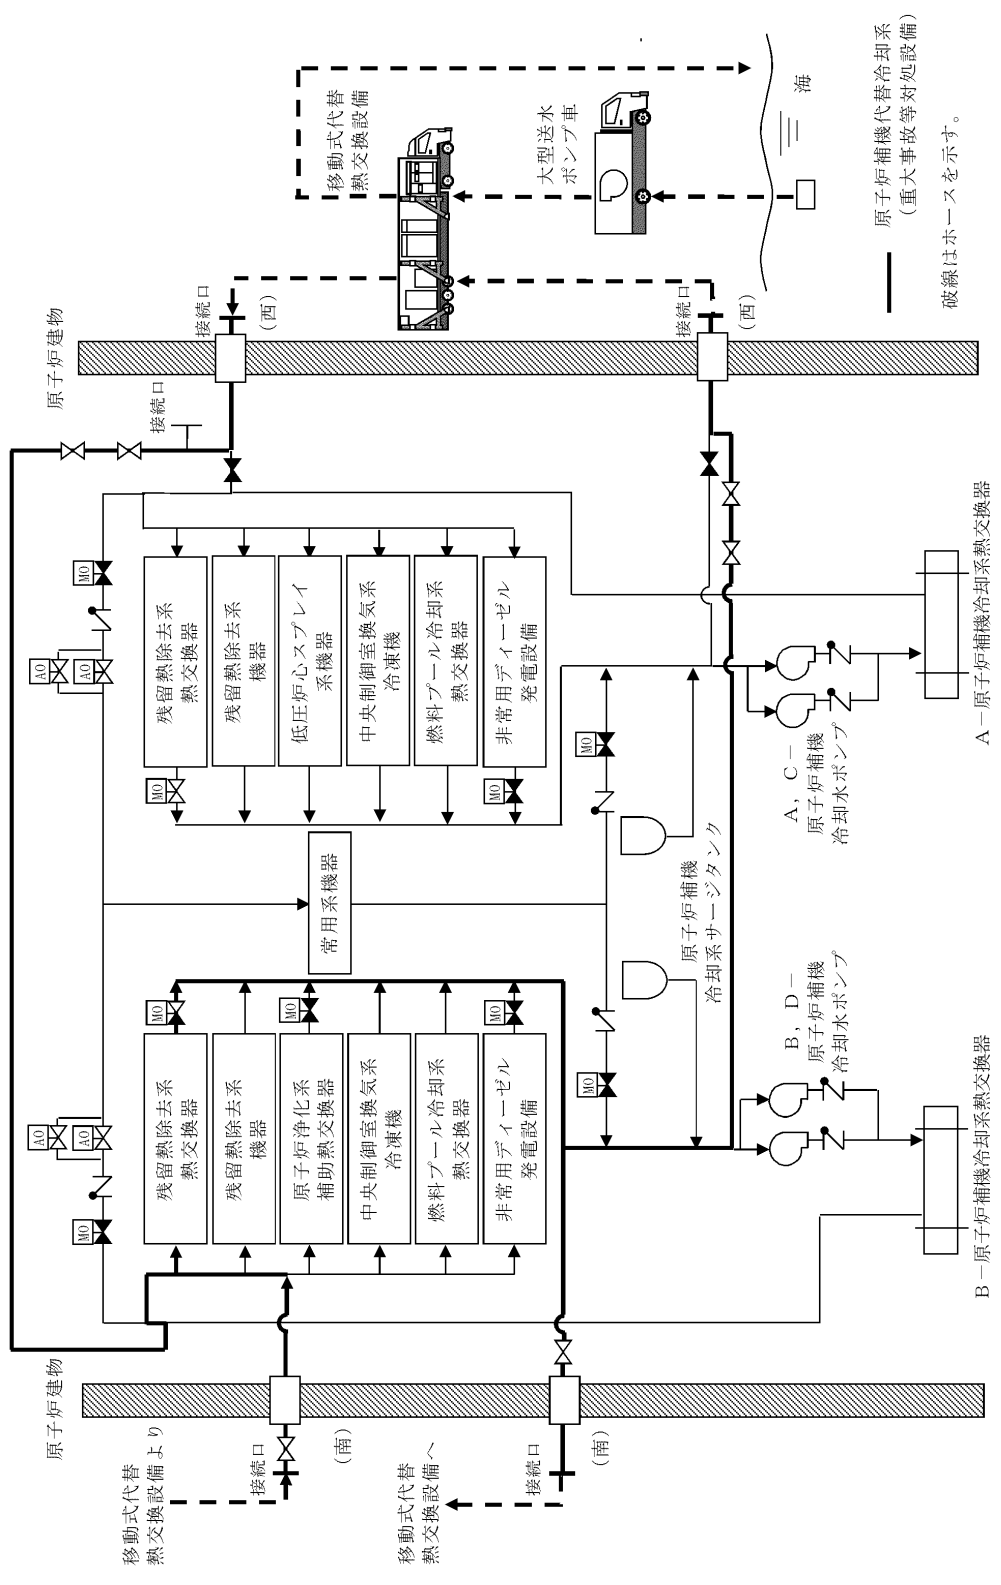 移動式代替
熱交換設備より
接続口
(南)
移動式代替
熱交換設備へ
接続口
(南)
原子炉建物
MO
AO
AO
残留熱除去系
熱交換器
残留熱除去系
機器
原子炉浄化系
補助熱交換器
中央制御室換気系
冷凍機
燃料プール冷却系
熱交換器
非常用ディーゼル
発電設備
MO
MO
MO
MO
B,D-
原子炉補機
冷却水ポンプ
B-原子炉補機冷却系熱交換器
常用系機器
原子炉補機
冷却系サージタンク
AO
AO
MO
MO
MO
残留熱除去系
熱交換器
残留熱除去系
機器
低圧炉心スプレイ
系機器
中央制御室換気系
冷凍機
燃料プール冷却系
熱交換器
非常用ディーゼル
発電設備
MO
A,C-
原子炉補機
冷却水ポンプ
A-原子炉補機冷却系熱交換器
原子炉建物
接続口
接続口
(西)
接続口
(西)
移動式代替
熱交換設備
大型送水
ポンプ車
海
原子炉補機代替冷却系
(重大事故等対処設備)
破線はホースを示す。